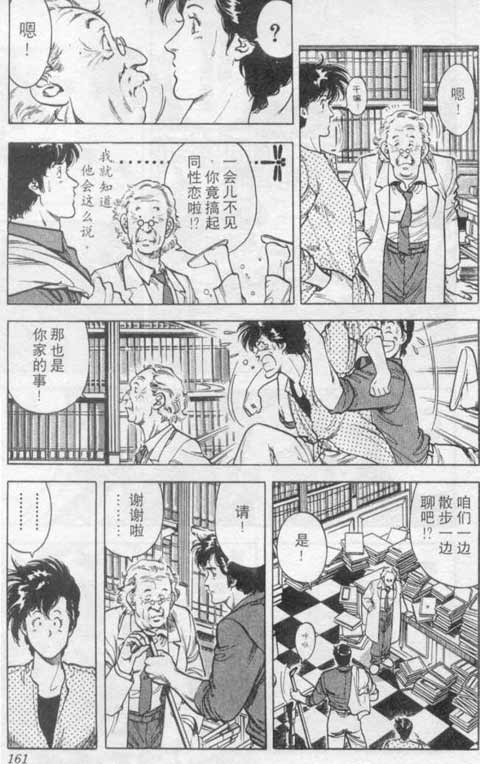 ？
嗯！
嗯！
干嘛！
一会儿不见
，你竟搞起
同性恋啦!?
我就知道
他会这么说
那也是
你家的事！
咱们一边
散步一边
聊吧!?
是！
请！
谢谢啦
………
………
………
161